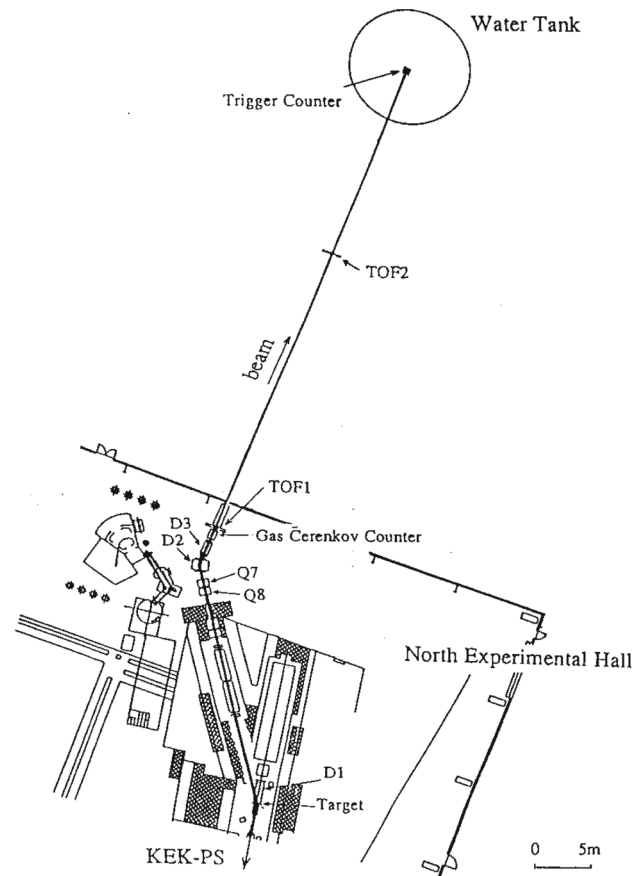 Water Tank
Trigger Counter
TOF2
beam
TOF1
D3
Gas Čerenkov Counter
D2
Q7
Q8
North Experimental Hall
D1
Target
KEK-PS
0 5m